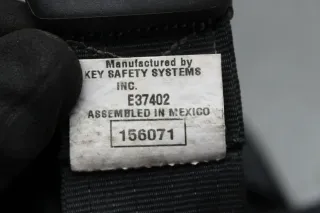 Manufactured by
KEY SAFETY SYSTEMS
INC.
E37402
ASSEMBLED IN MEXICO
156071